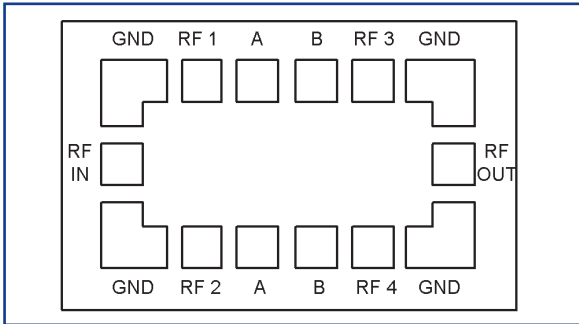 GND RF 1 A B RF 3 GND
RF IN
RF OUT
GND RF 2 A B RF 4 GND